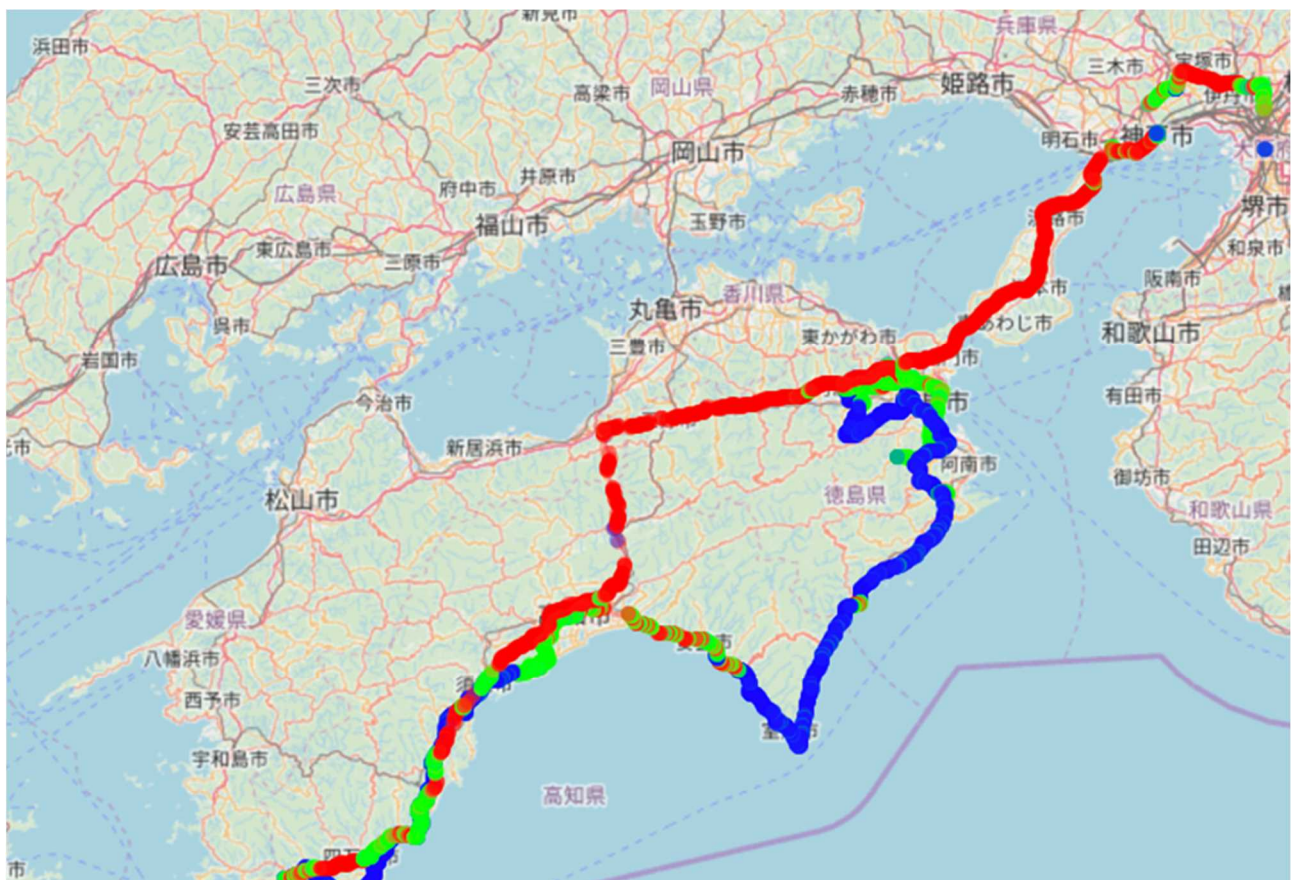 新見市
兵庫県
浜田市
三木市
宝塚市
三次市
高梁市
岡山県
赤穂市
姫路市
伊丹市
安芸高田市
明石市
神戸市
岡山市
井原市
府中市
広島県
玉野市
福山市
堺市
東広島市
三原市
和泉市
広島市
阪南市
丸亀市
香川県
呉市
東かがわ市
和歌山市
三豊市
岩国市
有田市
今治市
新居浜市
阿南市
御坊市
松山市
徳島県
和歌山県
田辺市
愛媛県
八幡浜市
西予市
宇和島市
高知県
市